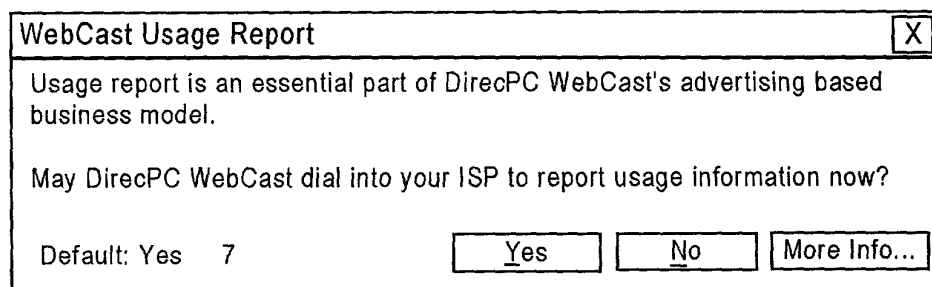 WebCast Usage Report X
Usage report is an essential part of DirecPC WebCast's advertising based
business model.
May DirecPC WebCast dial into your ISP to report usage information now?
Default: Yes 7 Yes No More Info...